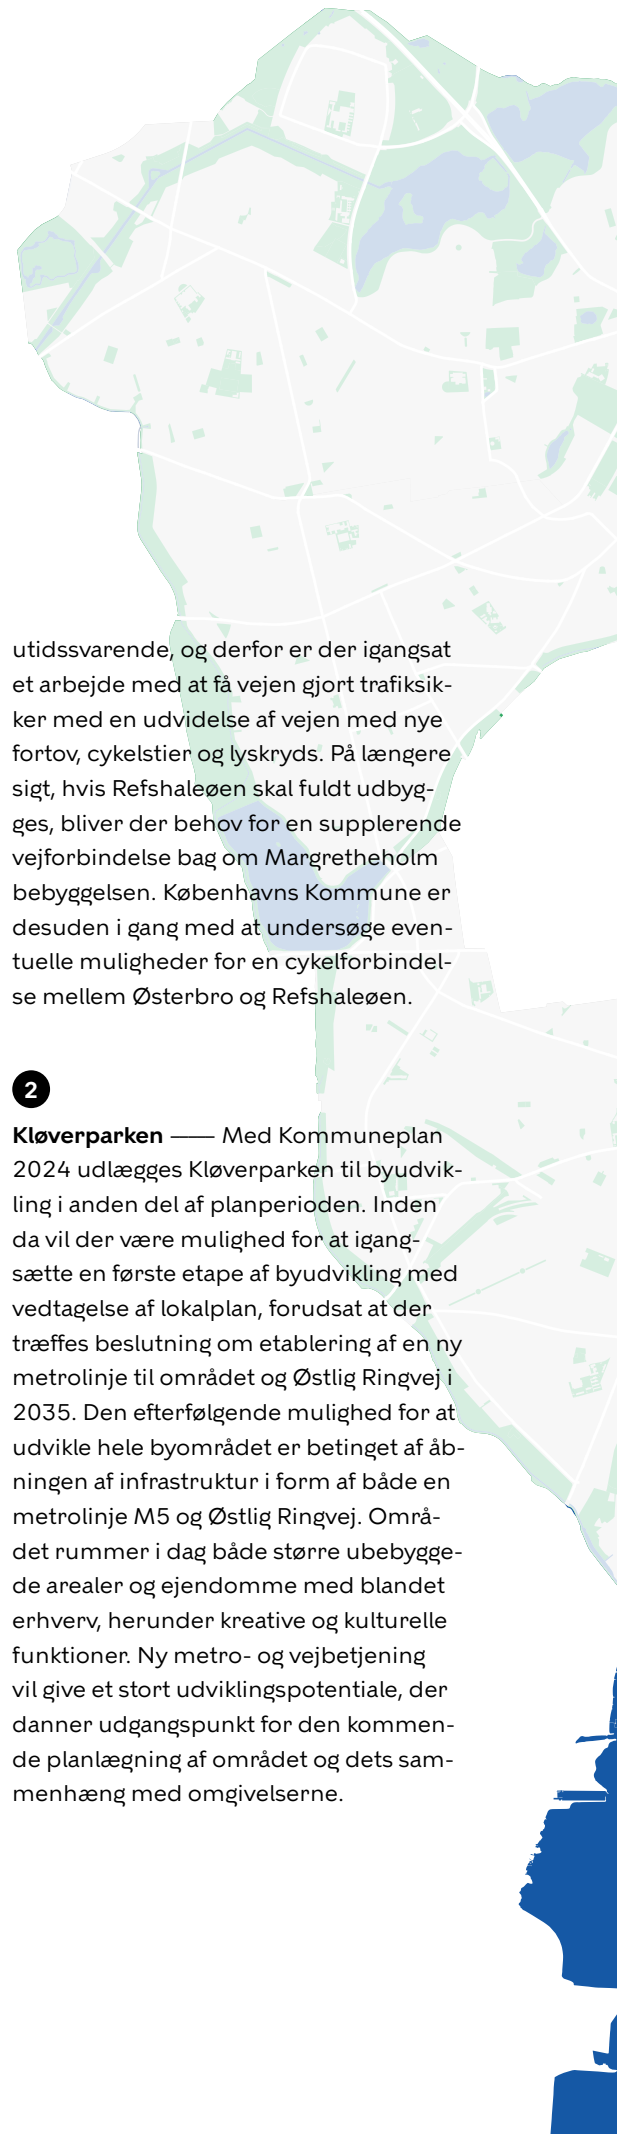 utidssvarende, og derfor er der igangsat
et arbejde med at få vejen gjort trafiksik-
ker med en udvidelse af vejen med nye
fortov, cykelstier og lyskryds. På længere
sigt, hvis Refshaleøen skal fuldt udbyg-
ges, bliver der behov for en supplerende
vejforbindelse bag om Margretheholm
bebyggelsen. Københavns Kommune er
desuden i gang med at undersøge even-
tuelle muligheder for en cykelforbindel-
se mellem Østerbro og Refshaleøen.
2
Kløverparken —— Med Kommuneplan
2024 udlægges Kløverparken til byudvik-
ling i anden del af planperioden. Inden
da vil der være mulighed for at igang-
sætte en første etape af byudvikling med
vedtagelse af lokalplan, forudsat at der
træffes beslutning om etablering af en ny
metrolinje til området og Østlig Ringvej i
2035. Den efterfølgende mulighed for at
udvikle hele byområdet er betinget af åb-
ningen af infrastruktur i form af både en
metrolinje M5 og Østlig Ringvej. Områ-
det rummer i dag både større ubebygge-
de arealer og ejendomme med blandet
erhverv, herunder kreative og kulturelle
funktioner. Ny metro- og vejbetjening
vil give et stort udviklingspotentiale, der
danner udgangspunkt for den kommen-
de planlægning af området og dets sam-
menhæng med omgivelserne.